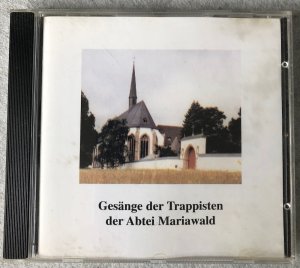 Gesänge der Trappisten
der Abtei Mariawald